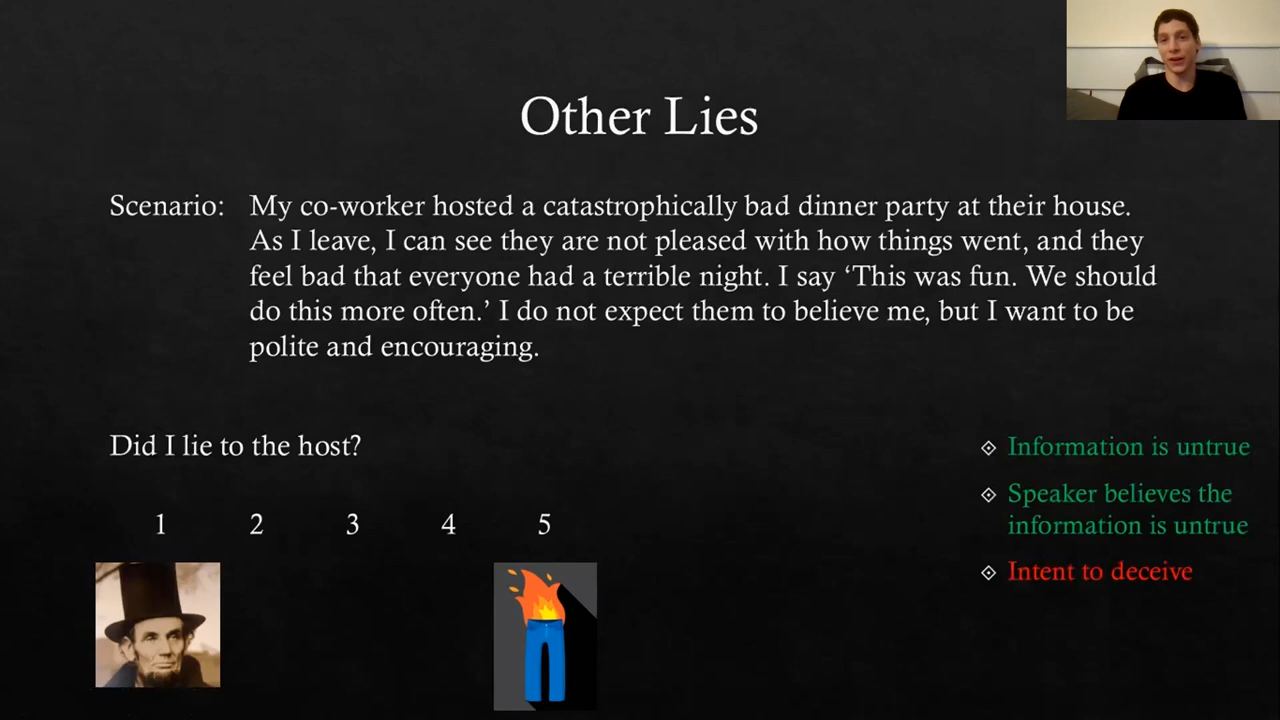 Other Lies
Scenario: My co-worker hosted a catastrophically bad dinner party at their house.
As I leave, I can see they are not pleased with how things went, and they
feel bad that everyone had a terrible night. I say ‘This was fun. We should
do this more often.’ I do not expect them to believe me, but I want to be
polite and encouraging.
Did I lie to the host?
1 2 3 4 5
Information is untrue
Speaker believes the
information is untrue
Intent to deceive